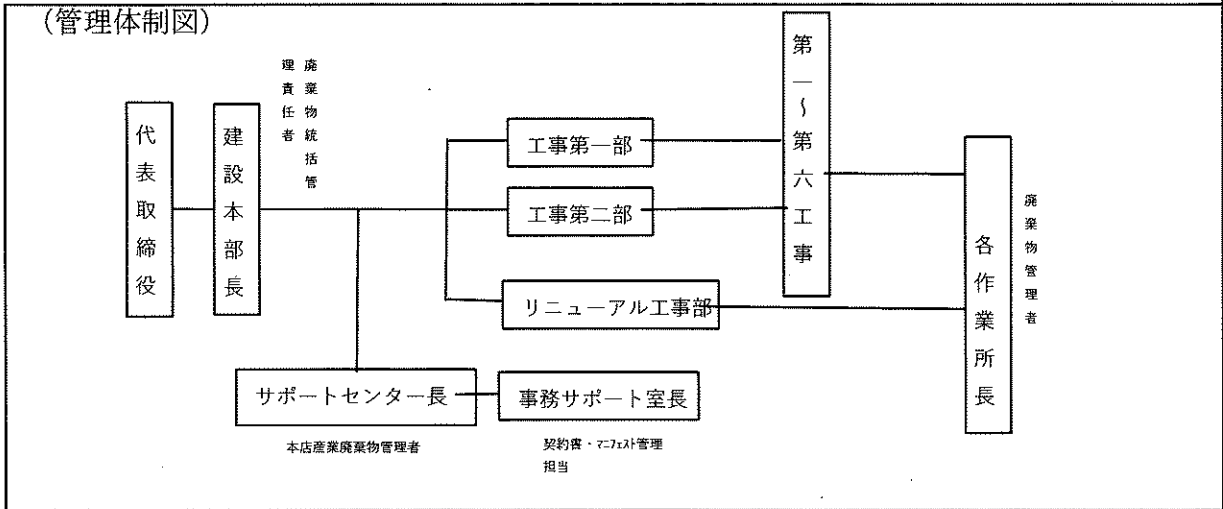 (管理体制図)
代表取締役
建設本部長
廃棄物統括管
理責任者
工事第一部
工事第二部
リニューアル工事部
第一~第六工事
各作業所長
廃棄物管理者
サポートセンター長
本店産業廃棄物管理者
事務サポート室長
契約書・マニフェスト管理
担当